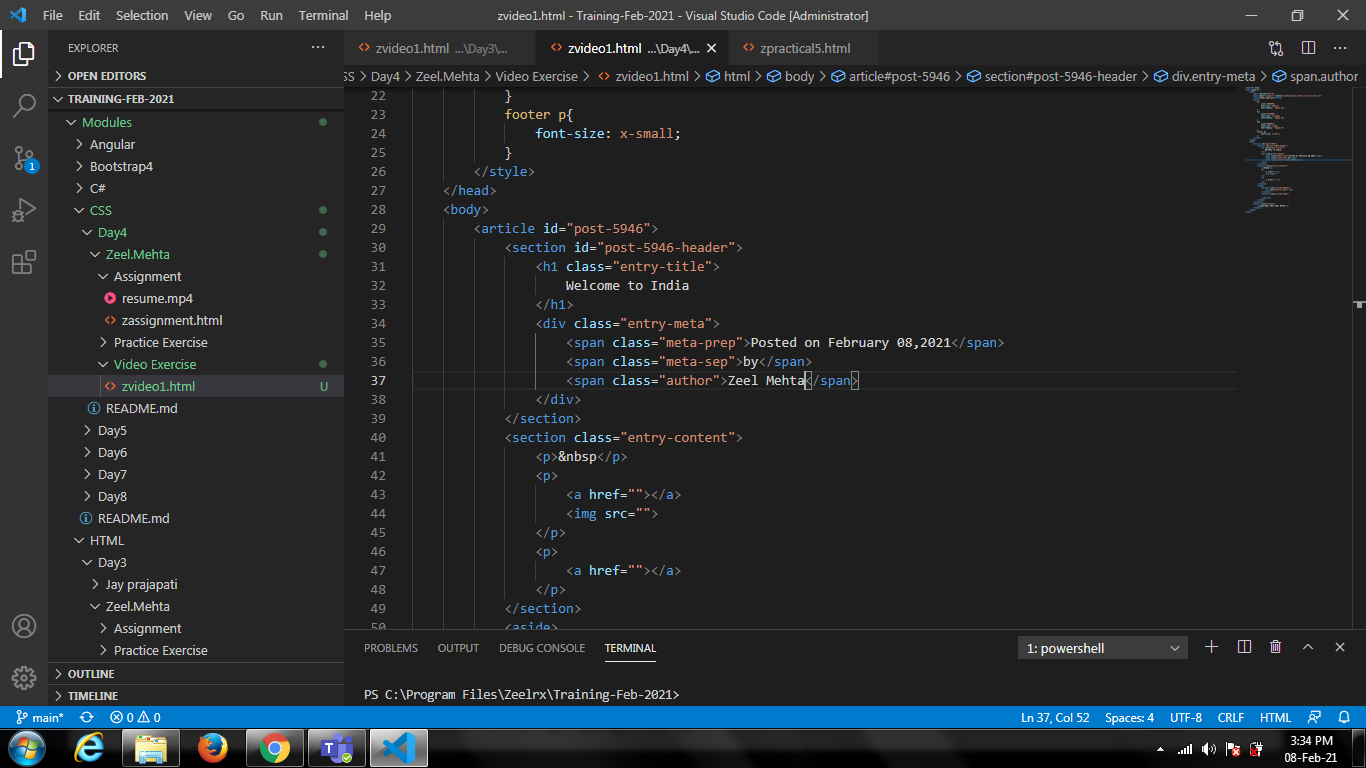 File Edit Selection View Go Run Terminal Help
zvideo1.html - Training-Feb-2021 - Visual Studio Code [Administrator]
EXPLORER
OPEN EDITORS
TRAINING-FEB-2021
Modules
Angular
Bootstrap4
C#
CSS
Day4
Zeel.Mehta
Assignment
resume.mp4
zassignment.html
Practice Exercise
Video Exercise
zvideo1.html U
README.md
Day5
Day6
Day7
Day8
README.md
HTML
Day3
Jay prajapati
Zeel.Mehta
Assignment
Practice Exercise
OUTLINE
TIMELINE
1
zvideo1.html ...\Day3\...
zvideo1.html ...\Day4\...
zpractical5.html
SS > Day4 > Zeel.Mehta > Video Exercise > zvideo1.html > html > body > article#post-5946 > section#post-5946-header > div.entry-meta > span.author
22 }
23 footer p{
24 font-size: x-small;
25 }
26 </style>
27 </head>
28 <body>
29 <article id="post-5946">
30 <section id="post-5946-header">
31 <h1 class="entry-title">
32 Welcome to India
33 </h1>
34 <div class="entry-meta">
35 <span class="meta-prep">Posted on February 08,2021</span>
36 <span class="meta-sep">by</span>
37 <span class="author">Zeel Mehta</span>
38 </div>
39 </section>
40 <section class="entry-content">
41 <p>&nbsp</p>
42 <p>
43 <a href=""></a>
44 <img src="">
45 </p>
46 <p>
47 <a href=""></a>
48 </p>
49 </section>
50 <aside>
PROBLEMS OUTPUT DEBUG CONSOLE TERMINAL
1: powershell
PS C:\Program Files\Zeelrx\Training-Feb-2021>
main* 0 0
Ln 37, Col 52 Spaces: 4 UTF-8 CRLF HTML
3:34 PM
08-Feb-21